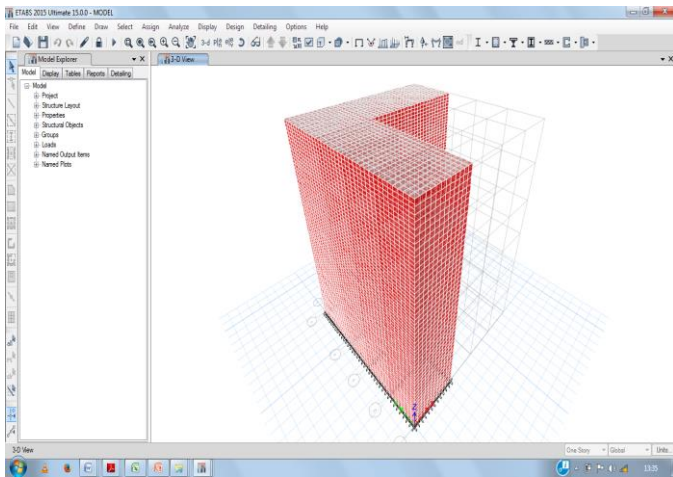 ETABS 2015 Ultimate 15.0.0 - MODEL
File Edit View Define Draw Select Assign Analyze Display Design Detailing Options Help
3-d
Model Explorer
3-D View
Model Display Tables Reports Detailing
Model
Project
Structure Layout
Properties
Structural Objects
Groups
Loads
Named Output Items
Named Plots
Z
3-D View
One Story
Global
Units...
13:35